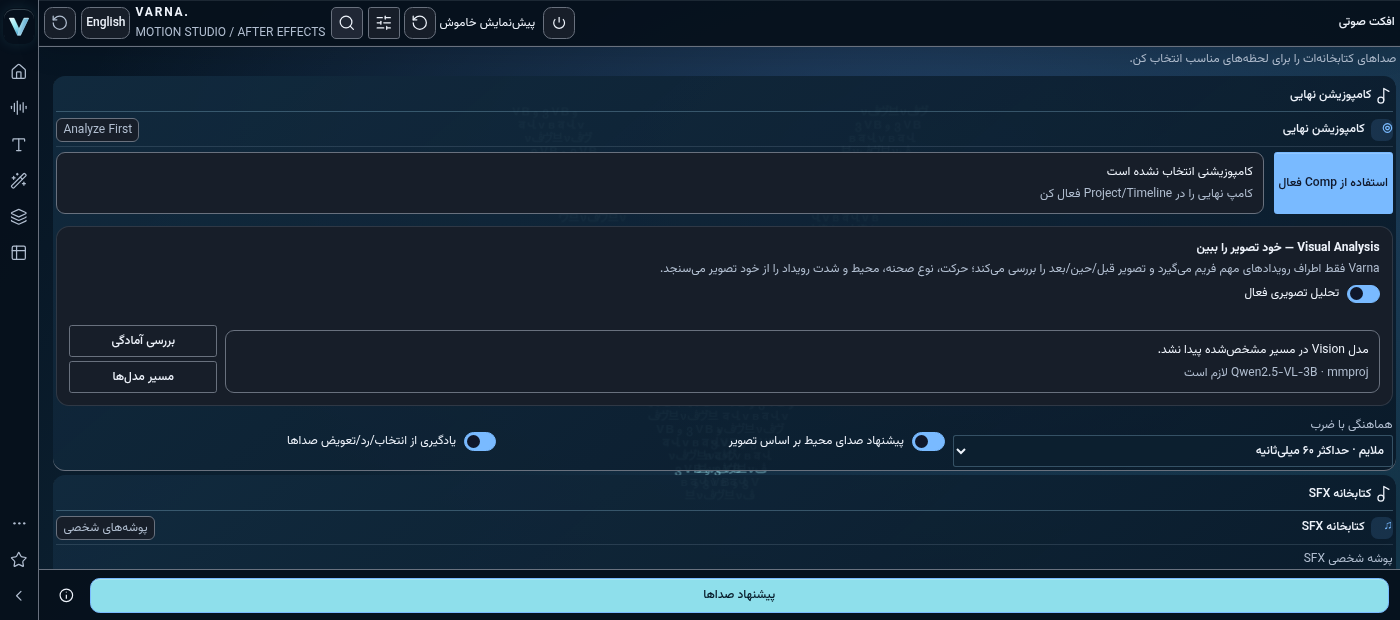 افکت صوتی
پیش‌نمایش خاموش
VARNA.
MOTION STUDIO / AFTER EFFECTS
English
صداهای کتابخانه‌ات را برای لحظه‌های مناسب انتخاب کن.
کامپوزیشن نهایی
کامپوزیشن نهایی
Analyze First
استفاده از Comp فعال
کامپوزیشنی انتخاب نشده است
کامپ نهایی را در Project/Timeline فعال کن
Visual Analysis — خود تصویر را ببین
Varna فقط اطراف رویدادهای مهم فریم می‌گیرد و تصویر قبل/حین/بعد را بررسی می‌کند؛ حرکت، نوع صحنه، محیط و شدت رویداد را از خود تصویر می‌سنجد.
تحلیل تصویری فعال
مدل Vision در مسیر مشخص‌شده پیدا نشد.
Qwen2.5-VL-3B · mmproj لازم است
بررسی آمادگی
مسیر مدل‌ها
هماهنگی با ضرب
ملایم · حداکثر ۶۰ میلی‌ثانیه
پیشنهاد صدای محیط بر اساس تصویر
یادگیری از انتخاب/رد/تعویض صداها
کتابخانه SFX
کتابخانه SFX
پوشه‌های شخصی
پوشه شخصی SFX
پیشنهاد صداها